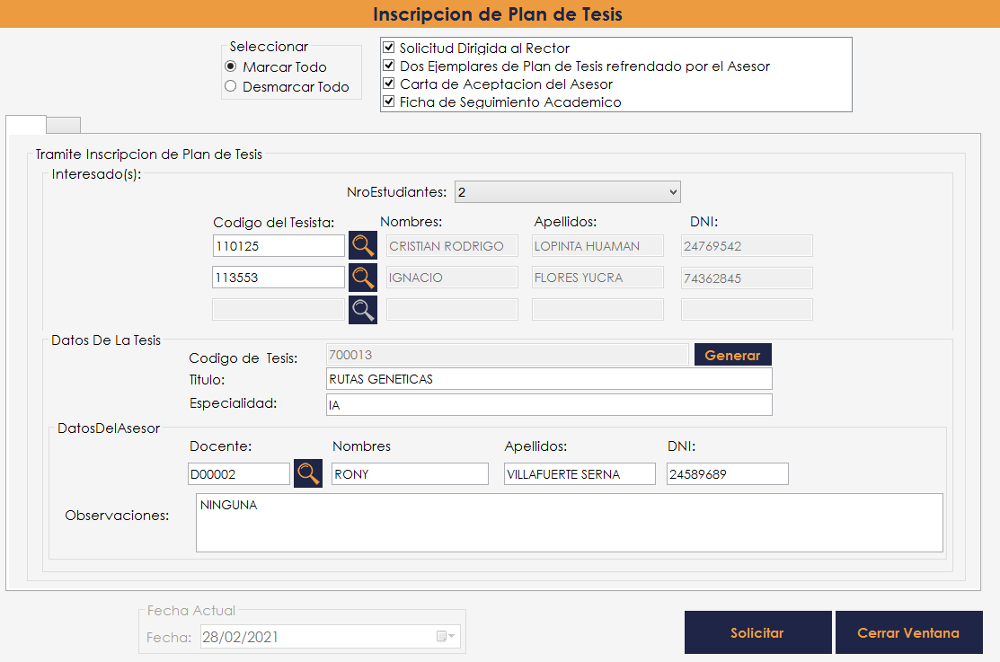 Inscripcion de Plan de Tesis
Seleccionar
Marcar Todo
Desmarcar Todo
Solicitud Dirigida al Rector
Dos Ejemplares de Plan de Tesis refrendado por el Asesor
Carta de Aceptacion del Asesor
Ficha de Seguimiento Academico
Tramite Inscripcion de Plan de Tesis
Interesado(s):
NroEstudiantes: 2
Codigo del Tesista: Nombres: Apellidos: DNI:
110125 CRISTIAN RODRIGO LOPINTA HUAMAN 24769542
113553 IGNACIO FLORES YUCRA 74362845
Datos De La Tesis
Codigo de Tesis: 700013 Generar
Titulo: RUTAS GENETICAS
Especialidad: IA
DatosDelAsesor
Docente: Nombres Apellidos: DNI:
D00002 RONY VILLAFUERTE SERNA 24589689
Observaciones: NINGUNA
Fecha Actual
Fecha: 28/02/2021
Solicitar Cerrar Ventana